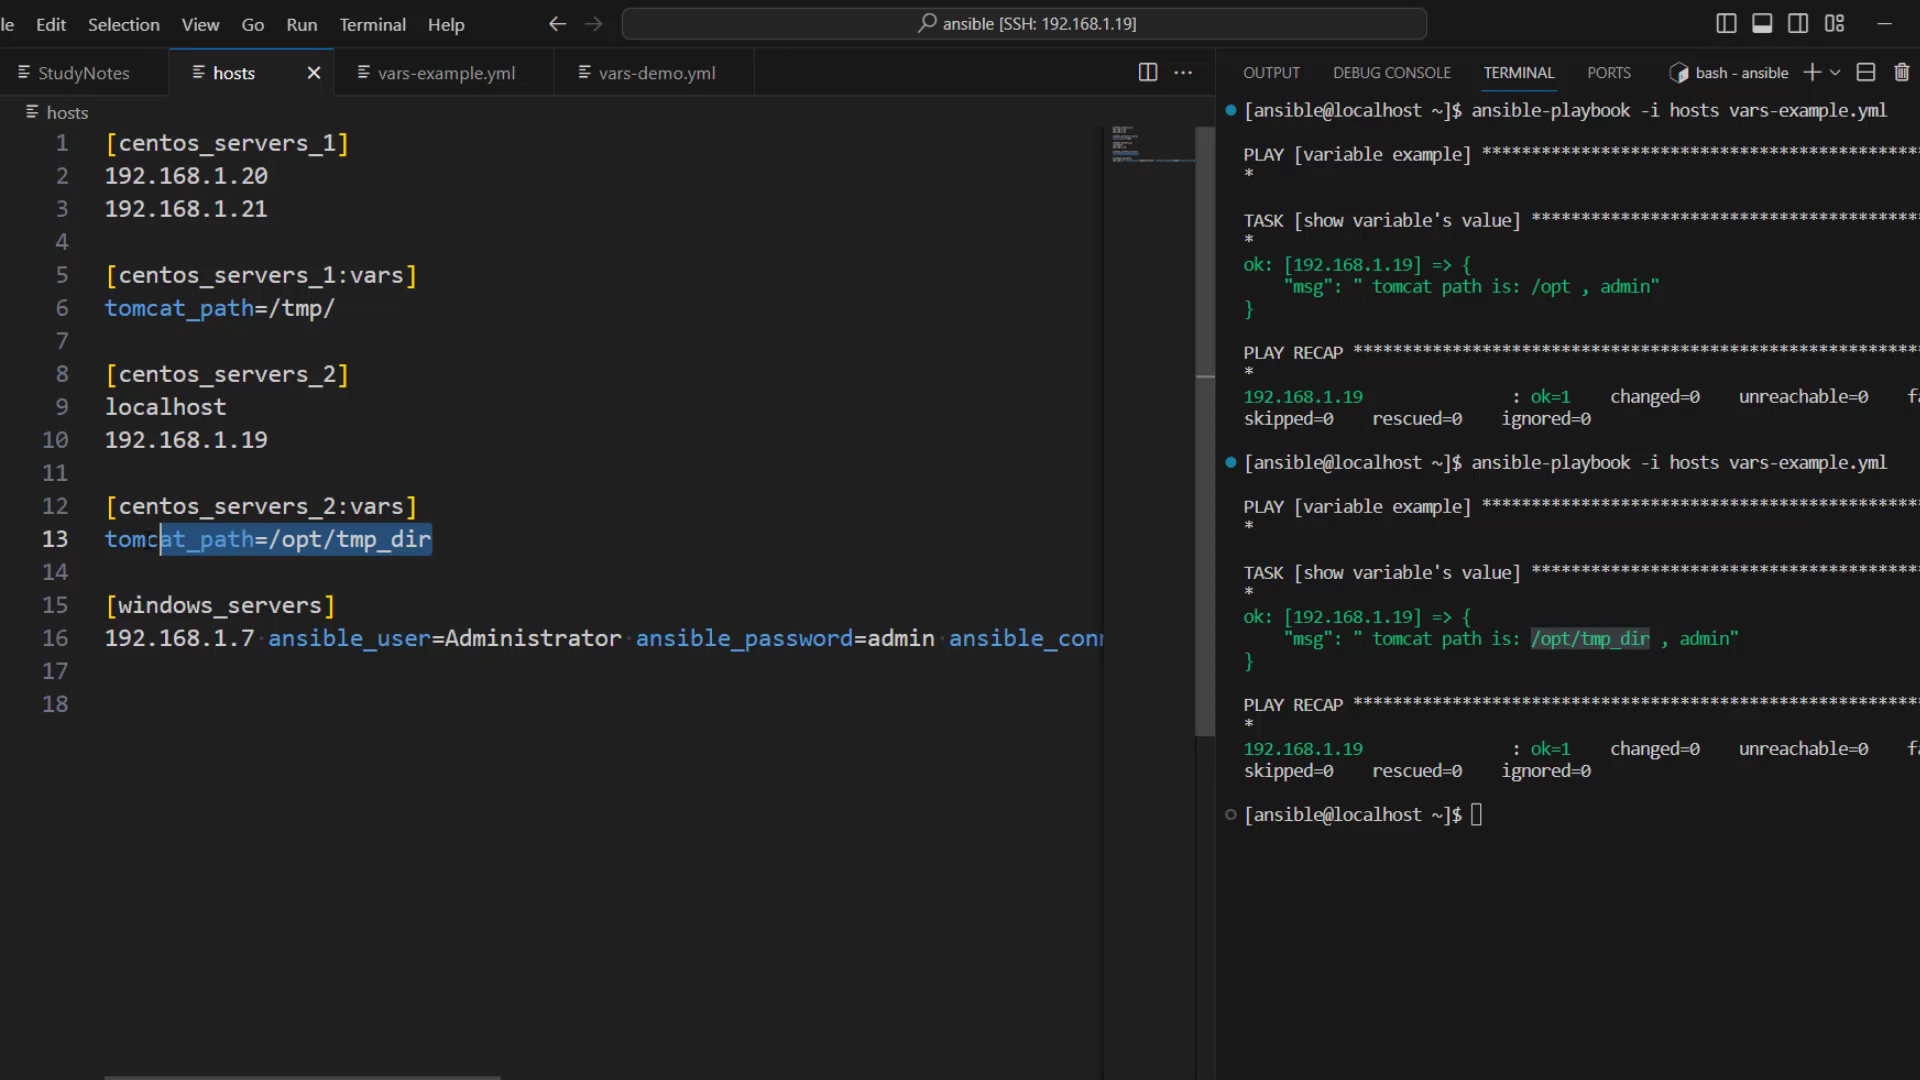 le Edit Selection View Go Run Terminal Help
ansible [SSH: 192.168.1.19]
StudyNotes
hosts
vars-example.yml
vars-demo.yml
hosts
1 [centos_servers_1]
2 192.168.1.20
3 192.168.1.21
4
5 [centos_servers_1:vars]
6 tomcat_path=/tmp/
7
8 [centos_servers_2]
9 localhost
10 192.168.1.19
11
12 [centos_servers_2:vars]
13 tomcat_path=/opt/tmp_dir
14
15 [windows_servers]
16 192.168.1.7 ansible_user=Administrator ansible_password=admin ansible_conn
17
18
OUTPUT DEBUG CONSOLE TERMINAL PORTS bash - ansible
[ansible@localhost ~]$ ansible-playbook -i hosts vars-example.yml
PLAY [variable example] ********************************************
*
TASK [show variable's value] ***************************************
*
ok: [192.168.1.19] => {
"msg": " tomcat path is: /opt , admin"
}
PLAY RECAP *********************************************************
*
192.168.1.19 : ok=1 changed=0 unreachable=0 fa
skipped=0 rescued=0 ignored=0
[ansible@localhost ~]$ ansible-playbook -i hosts vars-example.yml
PLAY [variable example] ********************************************
*
TASK [show variable's value] ***************************************
*
ok: [192.168.1.19] => {
"msg": " tomcat path is: /opt/tmp_dir , admin"
}
PLAY RECAP *********************************************************
*
192.168.1.19 : ok=1 changed=0 unreachable=0 fa
skipped=0 rescued=0 ignored=0
[ansible@localhost ~]$